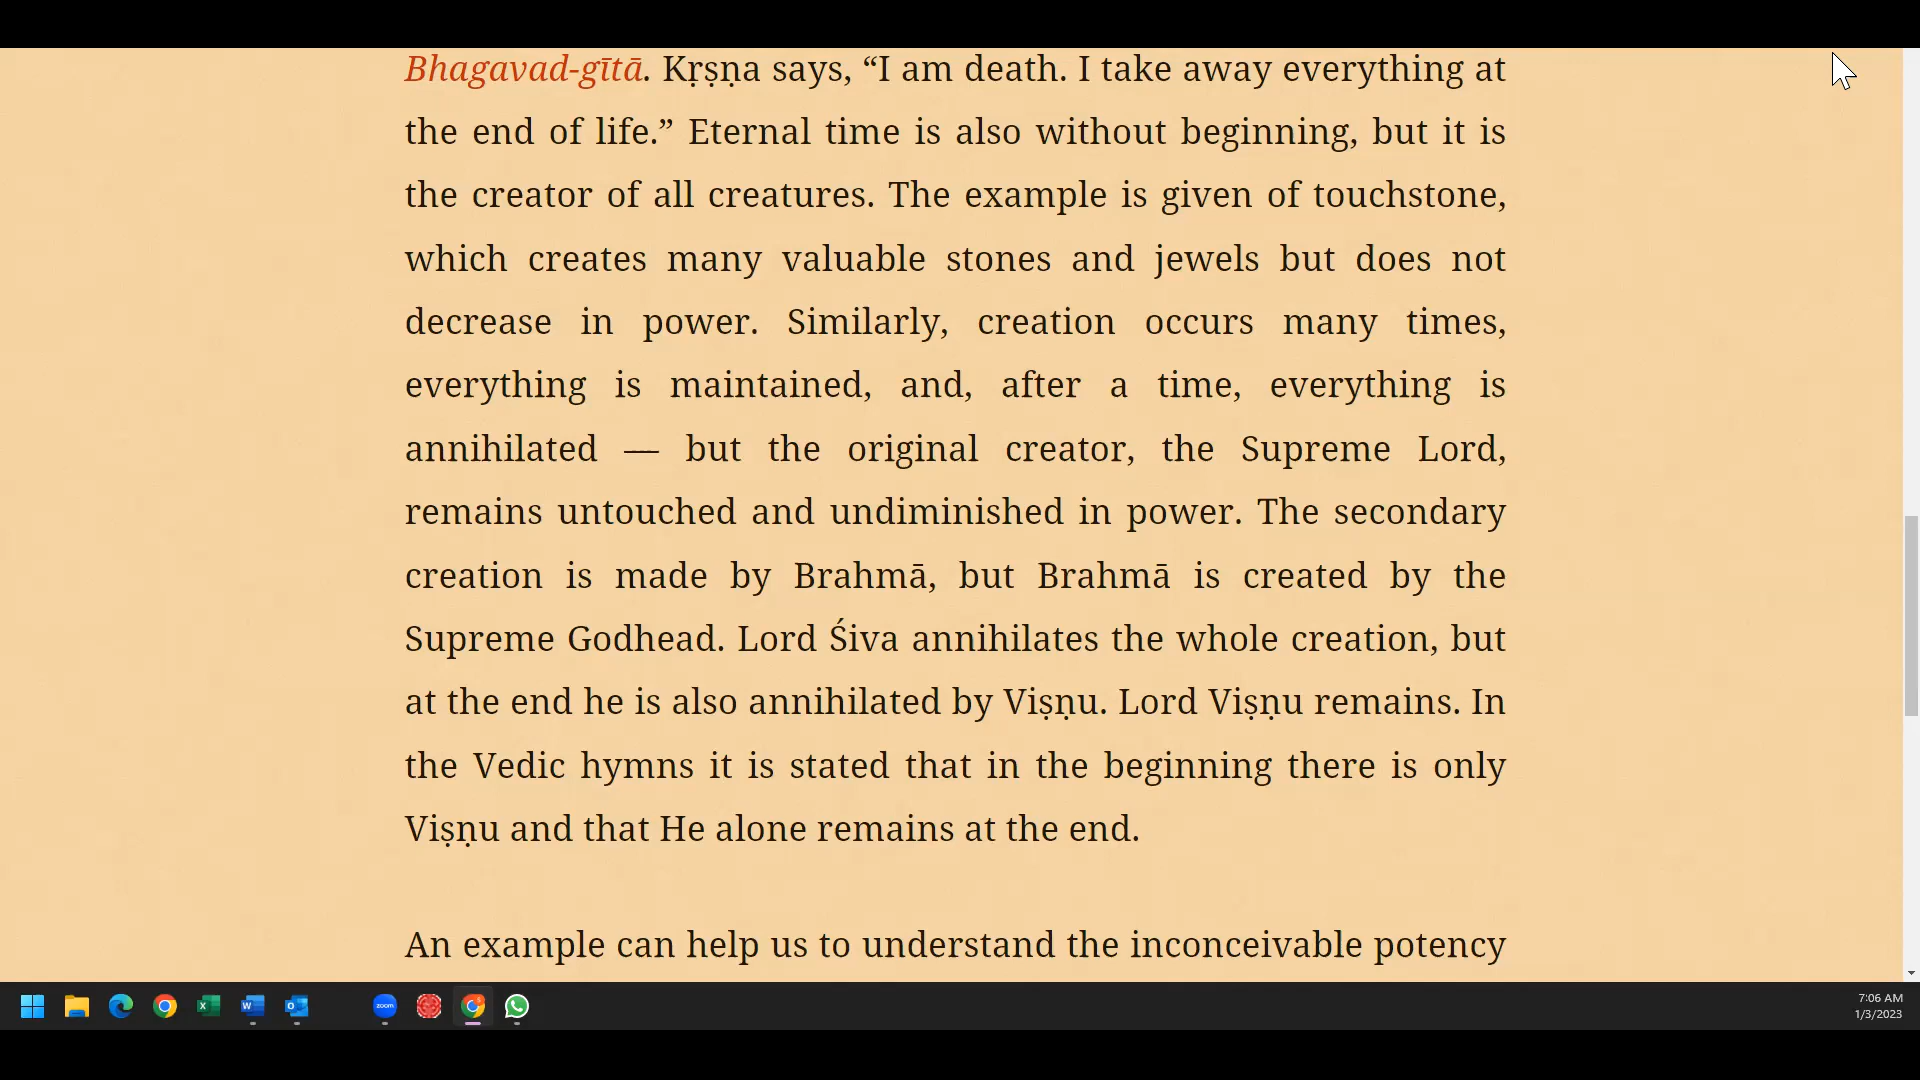 Bhagavad-gītā. Kṛṣṇa says, “I am death. I take away everything at
the end of life.” Eternal time is also without beginning, but it is
the creator of all creatures. The example is given of touchstone,
which creates many valuable stones and jewels but does not
decrease in power. Similarly, creation occurs many times,
everything is maintained, and, after a time, everything is
annihilated — but the original creator, the Supreme Lord,
remains untouched and undiminished in power. The secondary
creation is made by Brahmā, but Brahmā is created by the
Supreme Godhead. Lord Śiva annihilates the whole creation, but
at the end he is also annihilated by Viṣṇu. Lord Viṣṇu remains. In
the Vedic hymns it is stated that in the beginning there is only
Viṣṇu and that He alone remains at the end.
An example can help us to understand the inconceivable potency
zoom
7:06 AM
1/3/2023